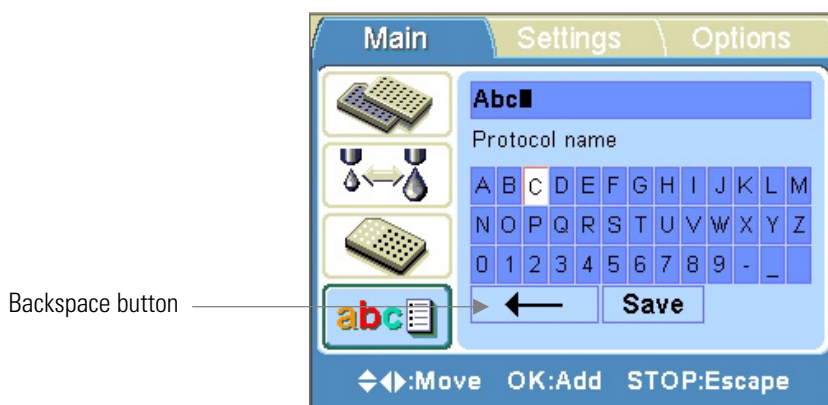 Main Settings Options
Abc
Protocol name
A B C D E F G H I J K L M
N O P Q R S T U V W X Y Z
0 1 2 3 4 5 6 7 8 9 - _
Backspace button
Save
abc
:Move OK:Add STOP:Escape